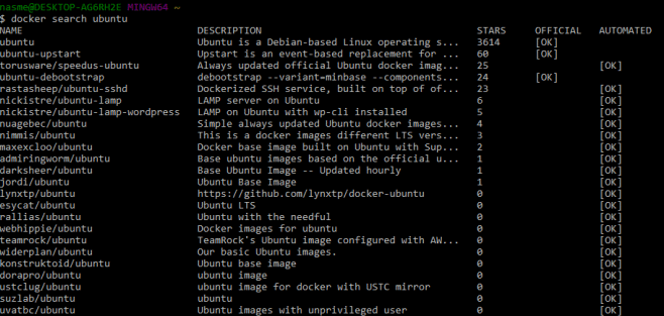 nasme@DESKTOP-AG6RH2E MINGW64 ~
$ docker search ubuntu
NAME DESCRIPTION STARS OFFICIAL AUTOMATED
ubuntu Ubuntu is a Debian-based Linux operating s... 3614 [OK]
ubuntu-upstart Upstart is an event-based replacement for ... 60 [OK]
torusware/speedus-ubuntu Always updated official Ubuntu docker imag... 25 [OK]
ubuntu-debootstrap debootstrap --variant=minbase --components... 24 [OK]
rastasheep/ubuntu-sshd Dockerized SSH service, built on top of of... 23 [OK]
nickistre/ubuntu-lamp LAMP server on Ubuntu 6 [OK]
nickistre/ubuntu-lamp-wordpress LAMP on Ubuntu with wp-cli installed 5 [OK]
nuagebec/ubuntu Simple always updated Ubuntu docker images... 4 [OK]
nimmis/ubuntu This is a docker images different LTS vers... 3 [OK]
maxexcloo/ubuntu Docker base image built on Ubuntu with Sup... 2 [OK]
admiringworm/ubuntu Base ubuntu images based on the official u... 1 [OK]
darksheer/ubuntu Base Ubuntu Image -- Updated hourly 1 [OK]
jordi/ubuntu Ubuntu Base Image 1 [OK]
lynxtp/ubuntu https://github.com/lynxtp/docker-ubuntu 0 [OK]
esycat/ubuntu Ubuntu LTS 0 [OK]
rallias/ubuntu Ubuntu with the needful 0 [OK]
webhippie/ubuntu Docker images for ubuntu 0 [OK]
teamrock/ubuntu TeamRock's Ubuntu image configured with AW... 0 [OK]
widerplan/ubuntu Our basic Ubuntu images. 0 [OK]
konstruktoid/ubuntu Ubuntu base image 0 [OK]
dorapro/ubuntu ubuntu image 0 [OK]
ustclug/ubuntu ubuntu image for docker with USTC mirror 0 [OK]
suzlab/ubuntu ubuntu 0 [OK]
uvatbc/ubuntu Ubuntu images with unprivileged user 0 [OK]